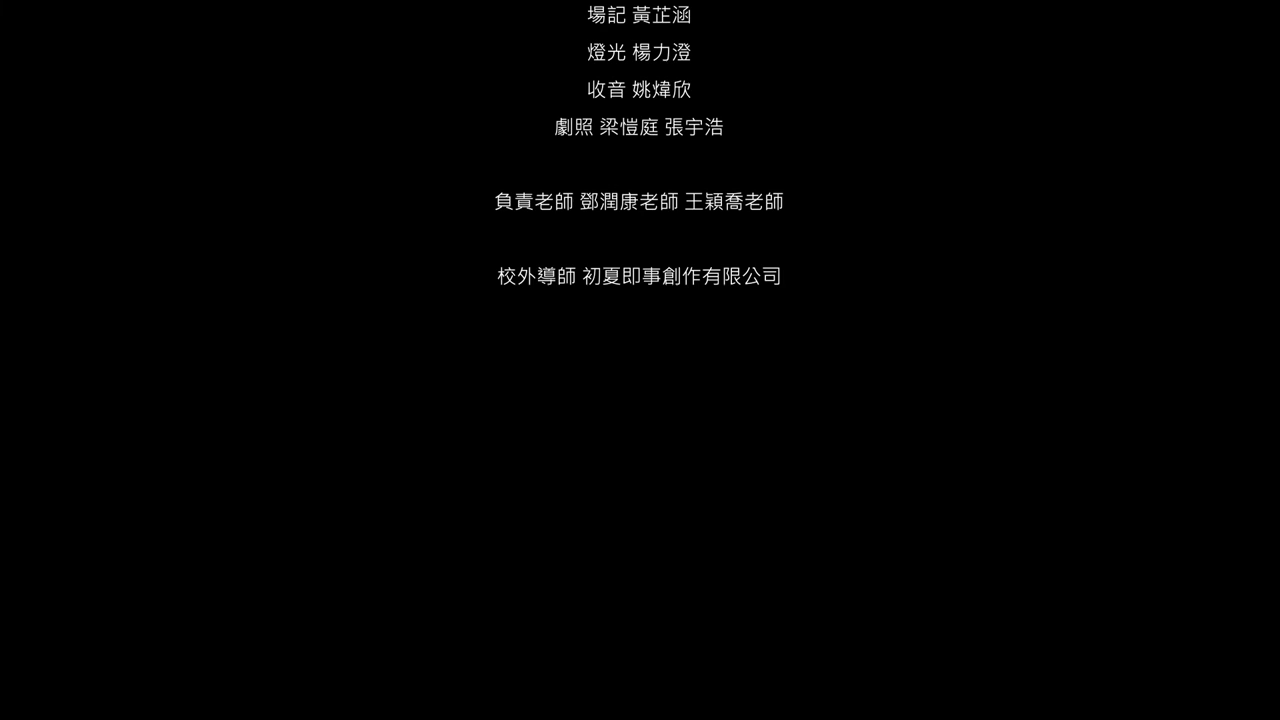 場記 黃芷涵
燈光 楊力澄
收音 姚煒欣
劇照 梁愷庭 張宇浩
負責老師 鄧潤康老師 王穎喬老師
校外導師 初夏即事創作有限公司